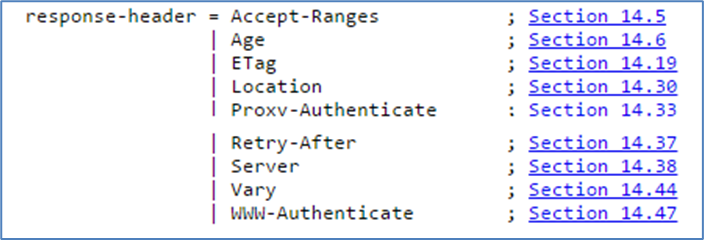 response-header = Accept-Ranges ; Section 14.5
| Age ; Section 14.6
| ETag ; Section 14.19
| Location ; Section 14.30
| Proxy-Authenticate : Section 14.33
| Retry-After ; Section 14.37
| Server ; Section 14.38
| Vary ; Section 14.44
| WWW-Authenticate ; Section 14.47